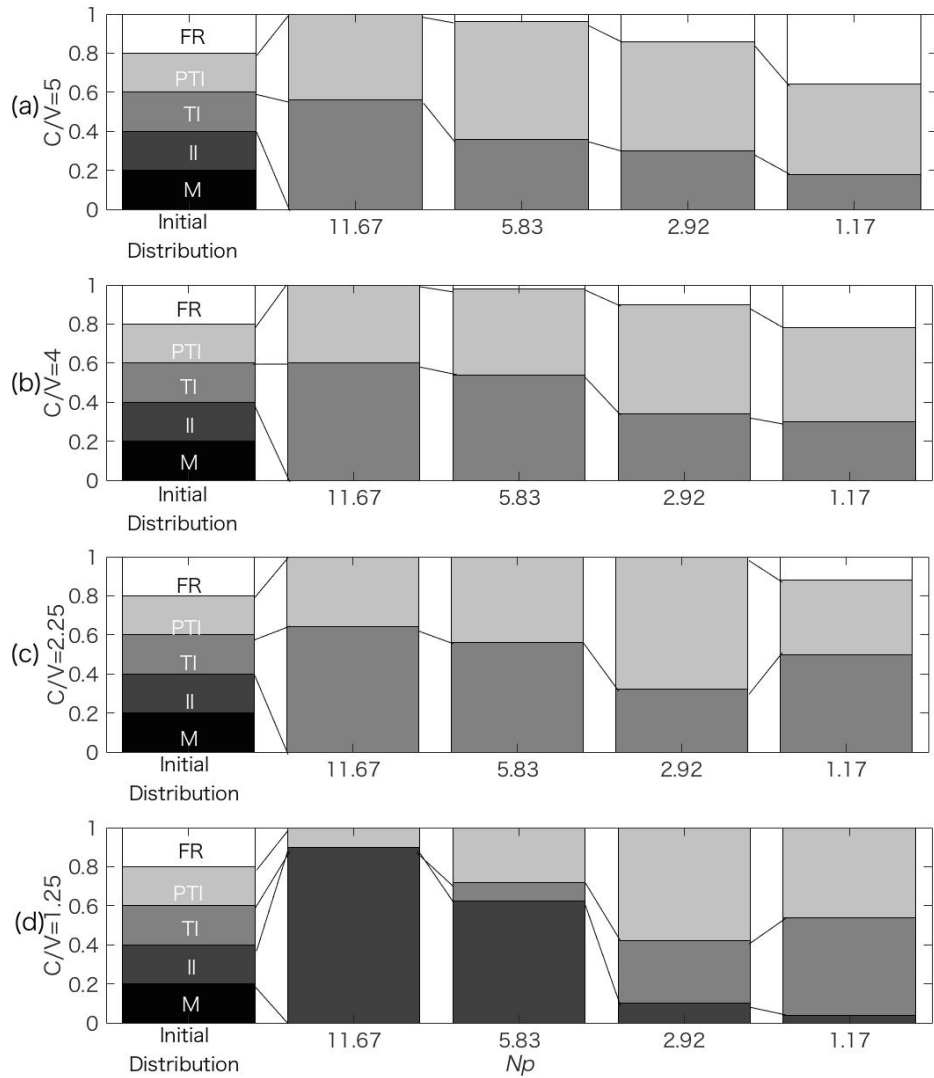 (a)
C/V=5
1
0.8
0.6
0.4
0.2
0
FR
PTI
TI
II
M
Initial
Distribution
11.67
5.83
2.92
1.17
(b)
C/V=4
1
0.8
0.6
0.4
0.2
0
FR
PTI
TI
II
M
Initial
Distribution
11.67
5.83
2.92
1.17
(c)
C/V=2.25
1
0.8
0.6
0.4
0.2
0
FR
PTI
TI
II
M
Initial
Distribution
11.67
5.83
2.92
1.17
(d)
C/V=1.25
1
0.8
0.6
0.4
0.2
0
FR
PTI
TI
II
M
Initial
Distribution
11.67
5.83
2.92
1.17
Np